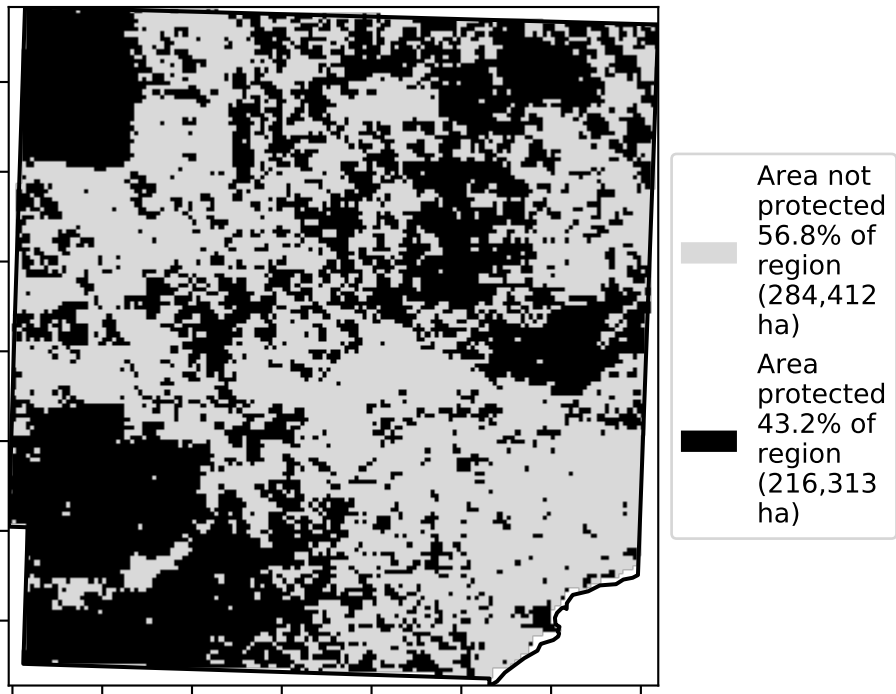 Area not
protected
56.8% of
region
(284,412
ha)
Area
protected
43.2% of
region
(216,313
ha)